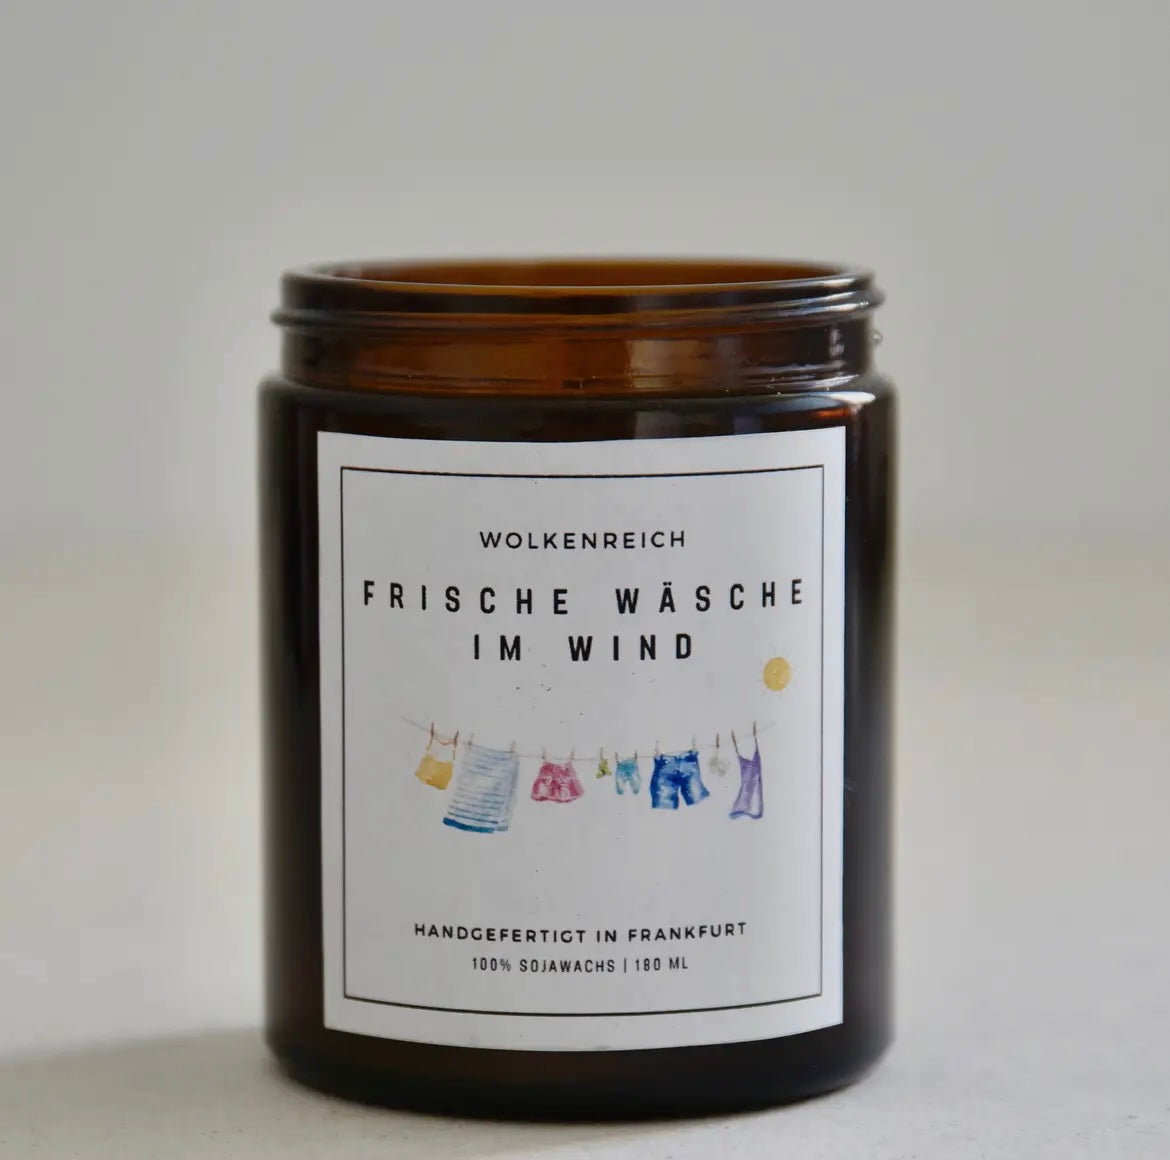 WOLKENREICH
FRISCHE WÄSCHE
IM WIND
HANDGEFERTIGT IN FRANKFURT
100% SOJAWACHS | 180 ML